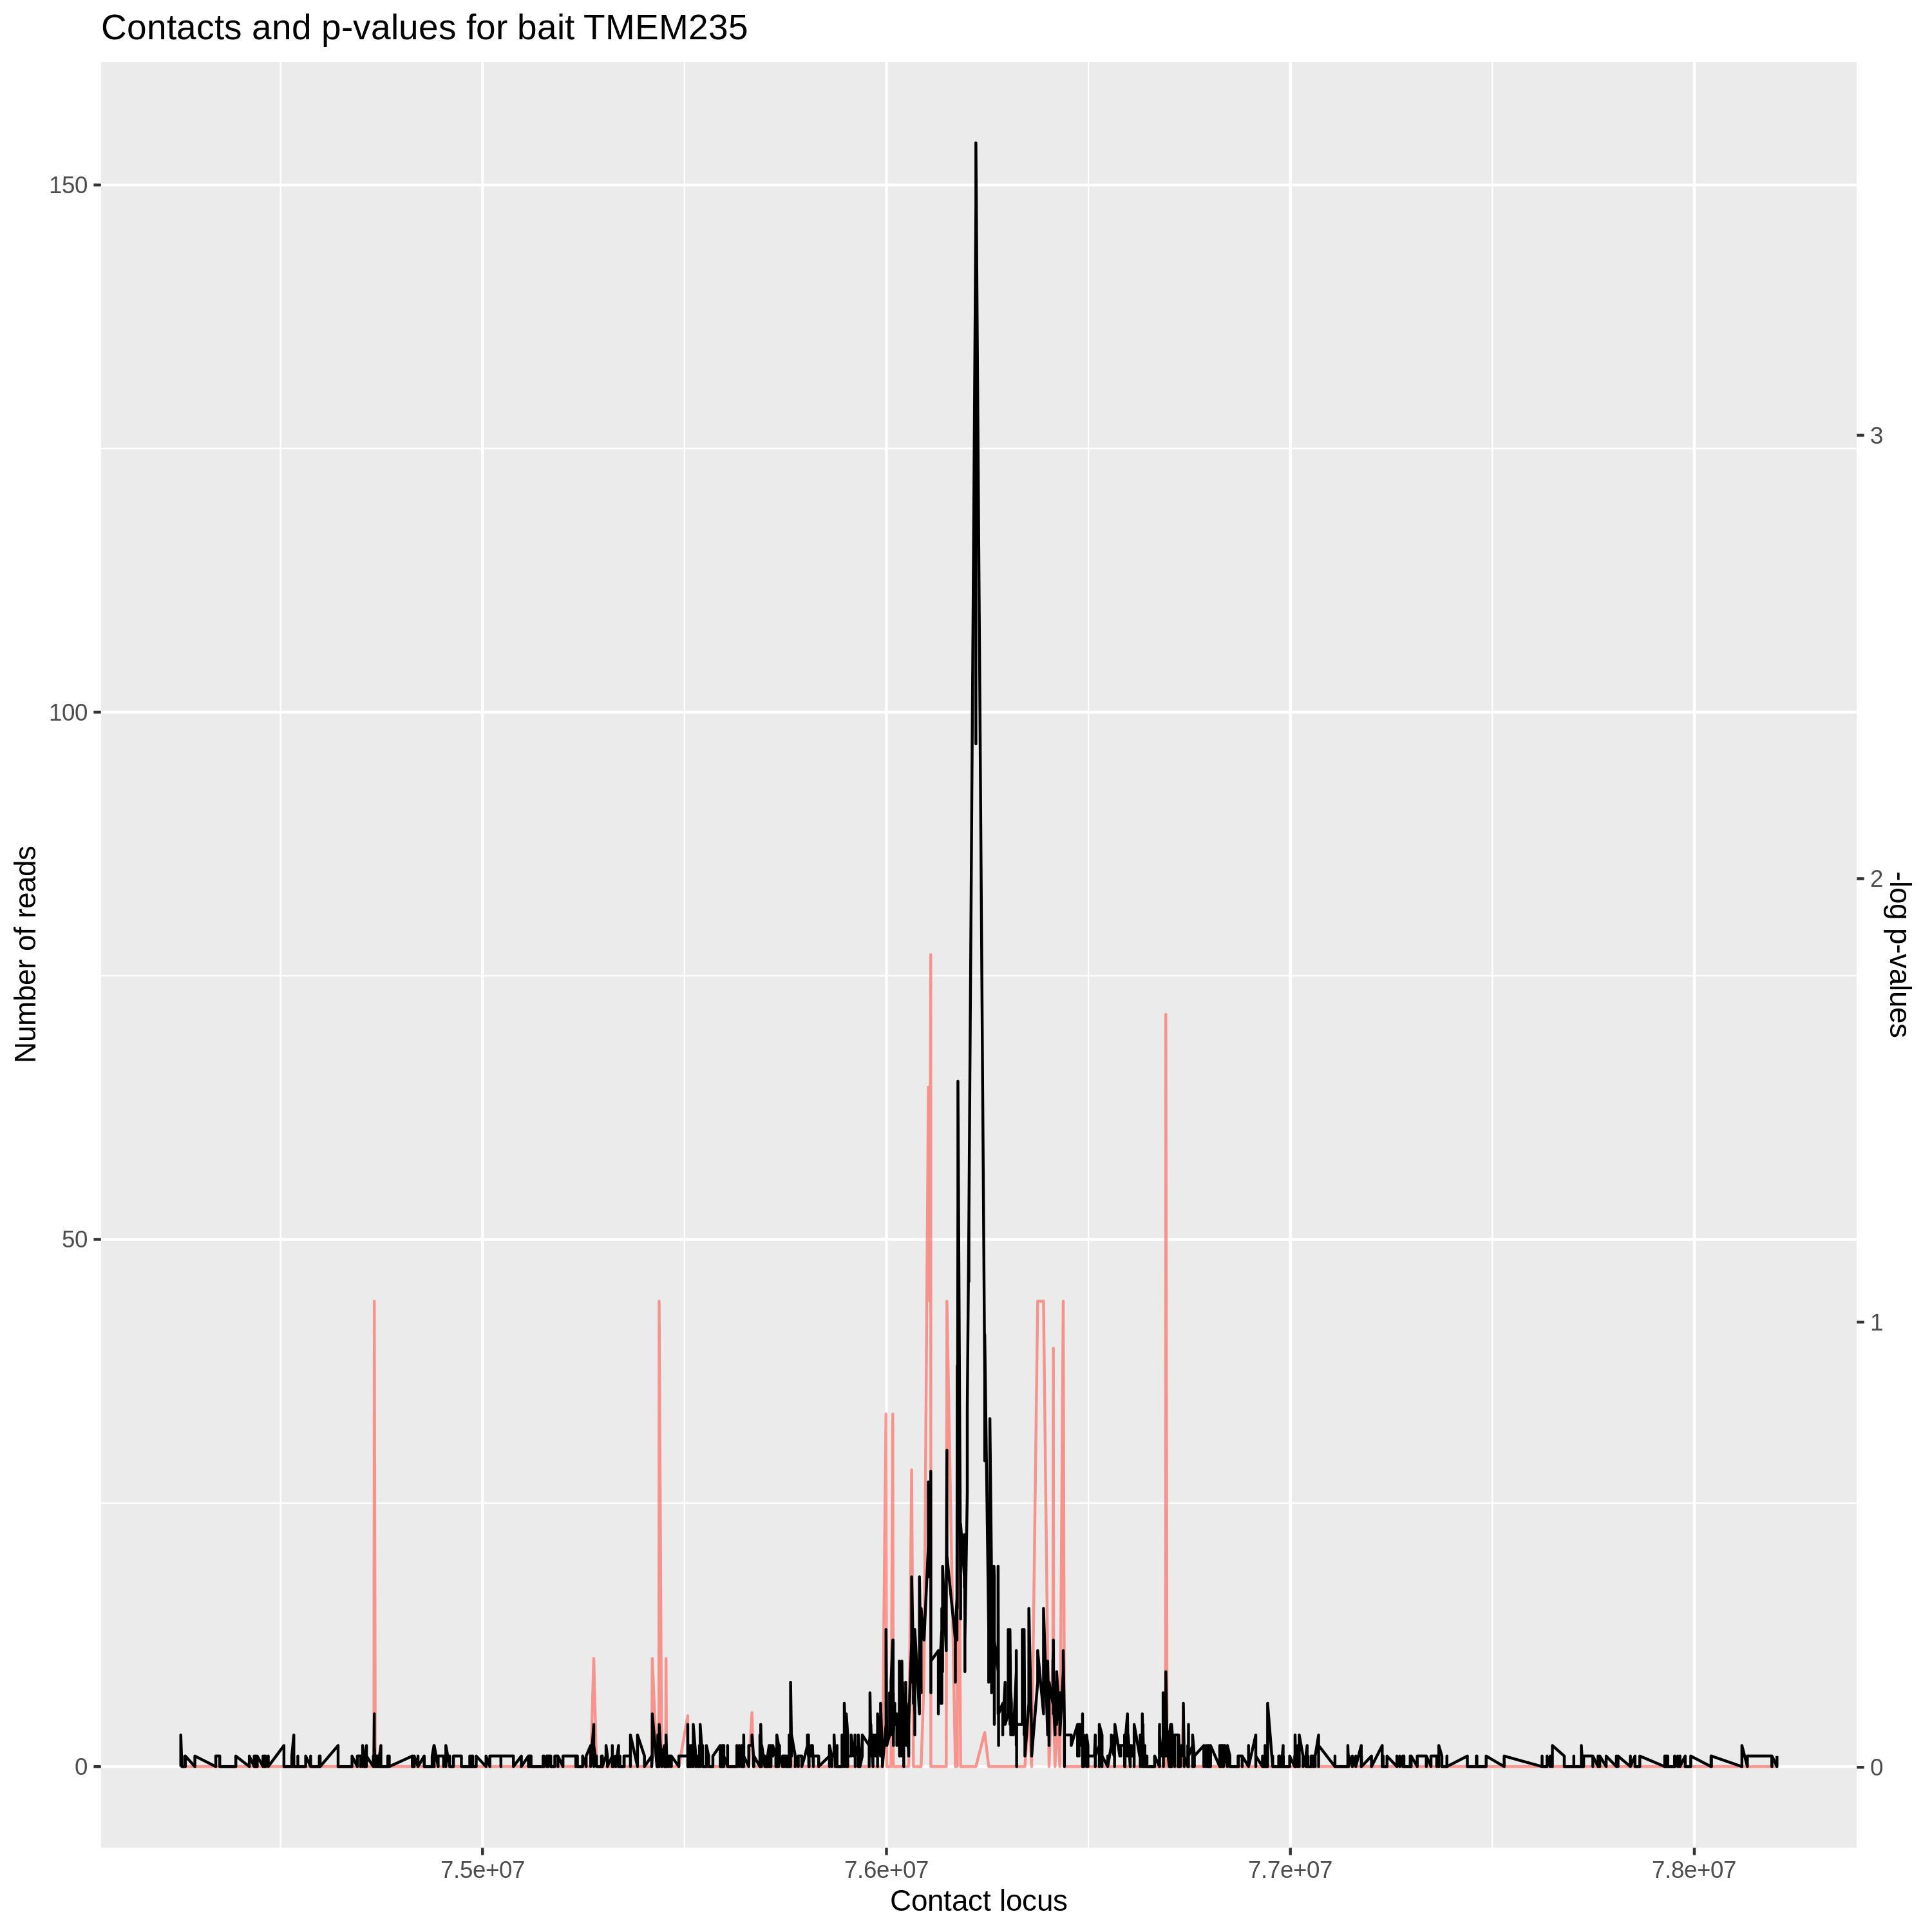 Contacts and p-values for bait TMEM235
150
100
50
0
Number of reads
3
2
1
0
-log p-values
7.5e+07
7.6e+07
7.7e+07
7.8e+07
Contact locus